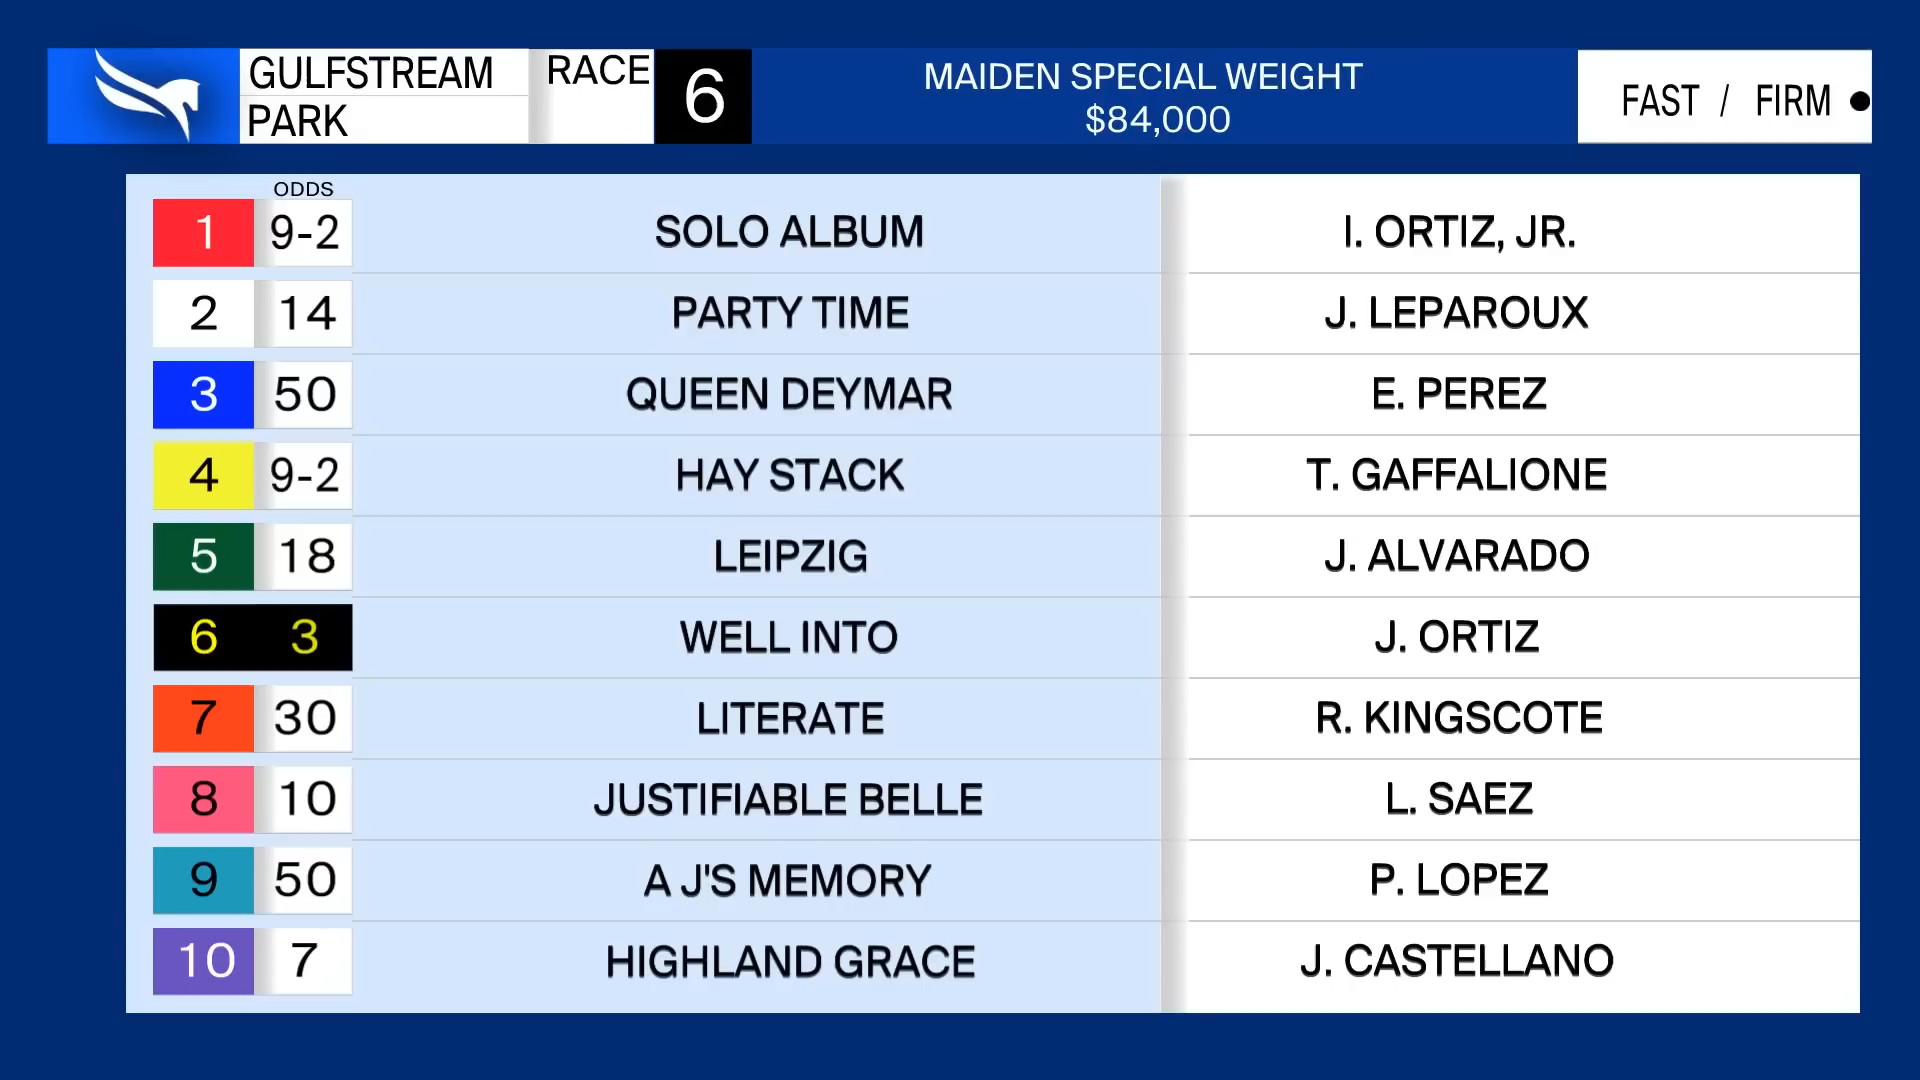 GULFSTREAM
PARK
RACE
6
MAIDEN SPECIAL WEIGHT
$84,000
FAST / FIRM
ODDS
1 9-2 SOLO ALBUM I. ORTIZ, JR.
2 14 PARTY TIME J. LEPAROUX
3 50 QUEEN DEYMAR E. PEREZ
4 9-2 HAY STACK T. GAFFALIONE
5 18 LEIPZIG J. ALVARADO
6 3 WELL INTO J. ORTIZ
7 30 LITERATE R. KINGSCOTE
8 10 JUSTIFIABLE BELLE L. SAEZ
9 50 A J'S MEMORY P. LOPEZ
10 7 HIGHLAND GRACE J. CASTELLANO